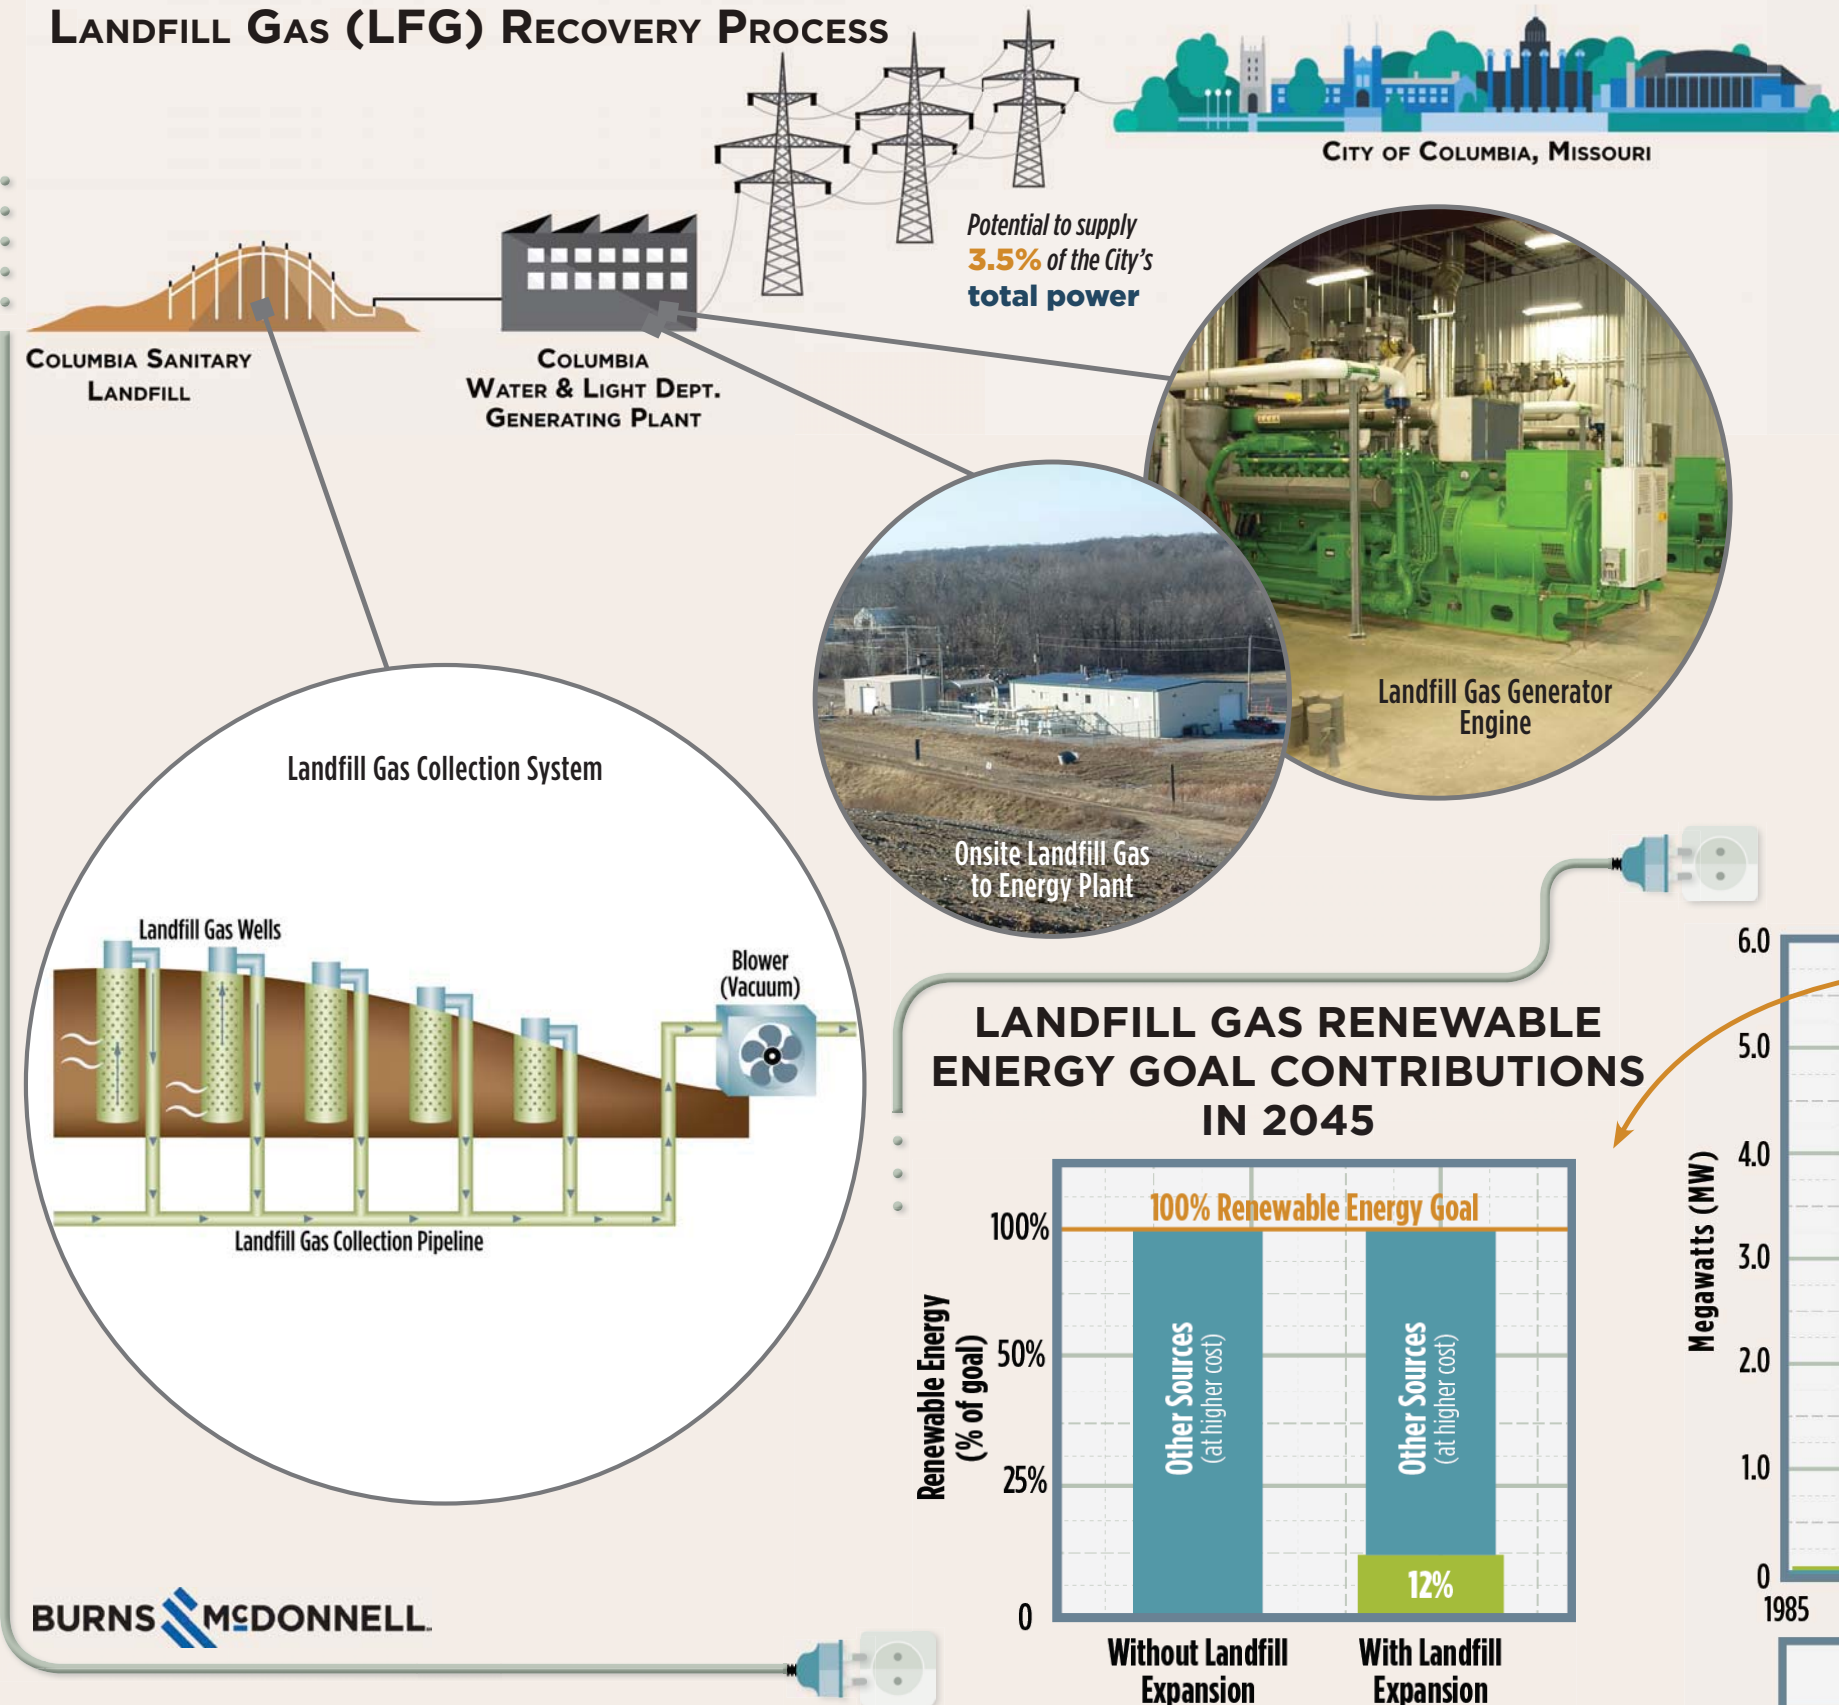 LANDFILL GAS (LFG) RECOVERY PROCESS
CITY OF COLUMBIA, MISSOURI
Potential to supply
3.5% of the City's
total power
COLUMBIA SANITARY
LANDFILL
COLUMBIA
WATER & LIGHT DEPT.
GENERATING PLANT
Landfill Gas Generator
Engine
Onsite Landfill Gas
to Energy Plant
Landfill Gas Collection System
Landfill Gas Wells
Blower
(Vacuum)
Landfill Gas Collection Pipeline
LANDFILL GAS RENEWABLE
ENERGY GOAL CONTRIBUTIONS
IN 2045
100% Renewable Energy Goal
Renewable Energy
(% of goal)
100%
50%
25%
0
Other Sources
(at higher cost)
Other Sources
(at higher cost)
12%
Without Landfill
Expansion
With Landfill
Expansion
Megawatts (MW)
6.0
5.0
4.0
3.0
2.0
1.0
0
1985
BURNS McDONNELL.